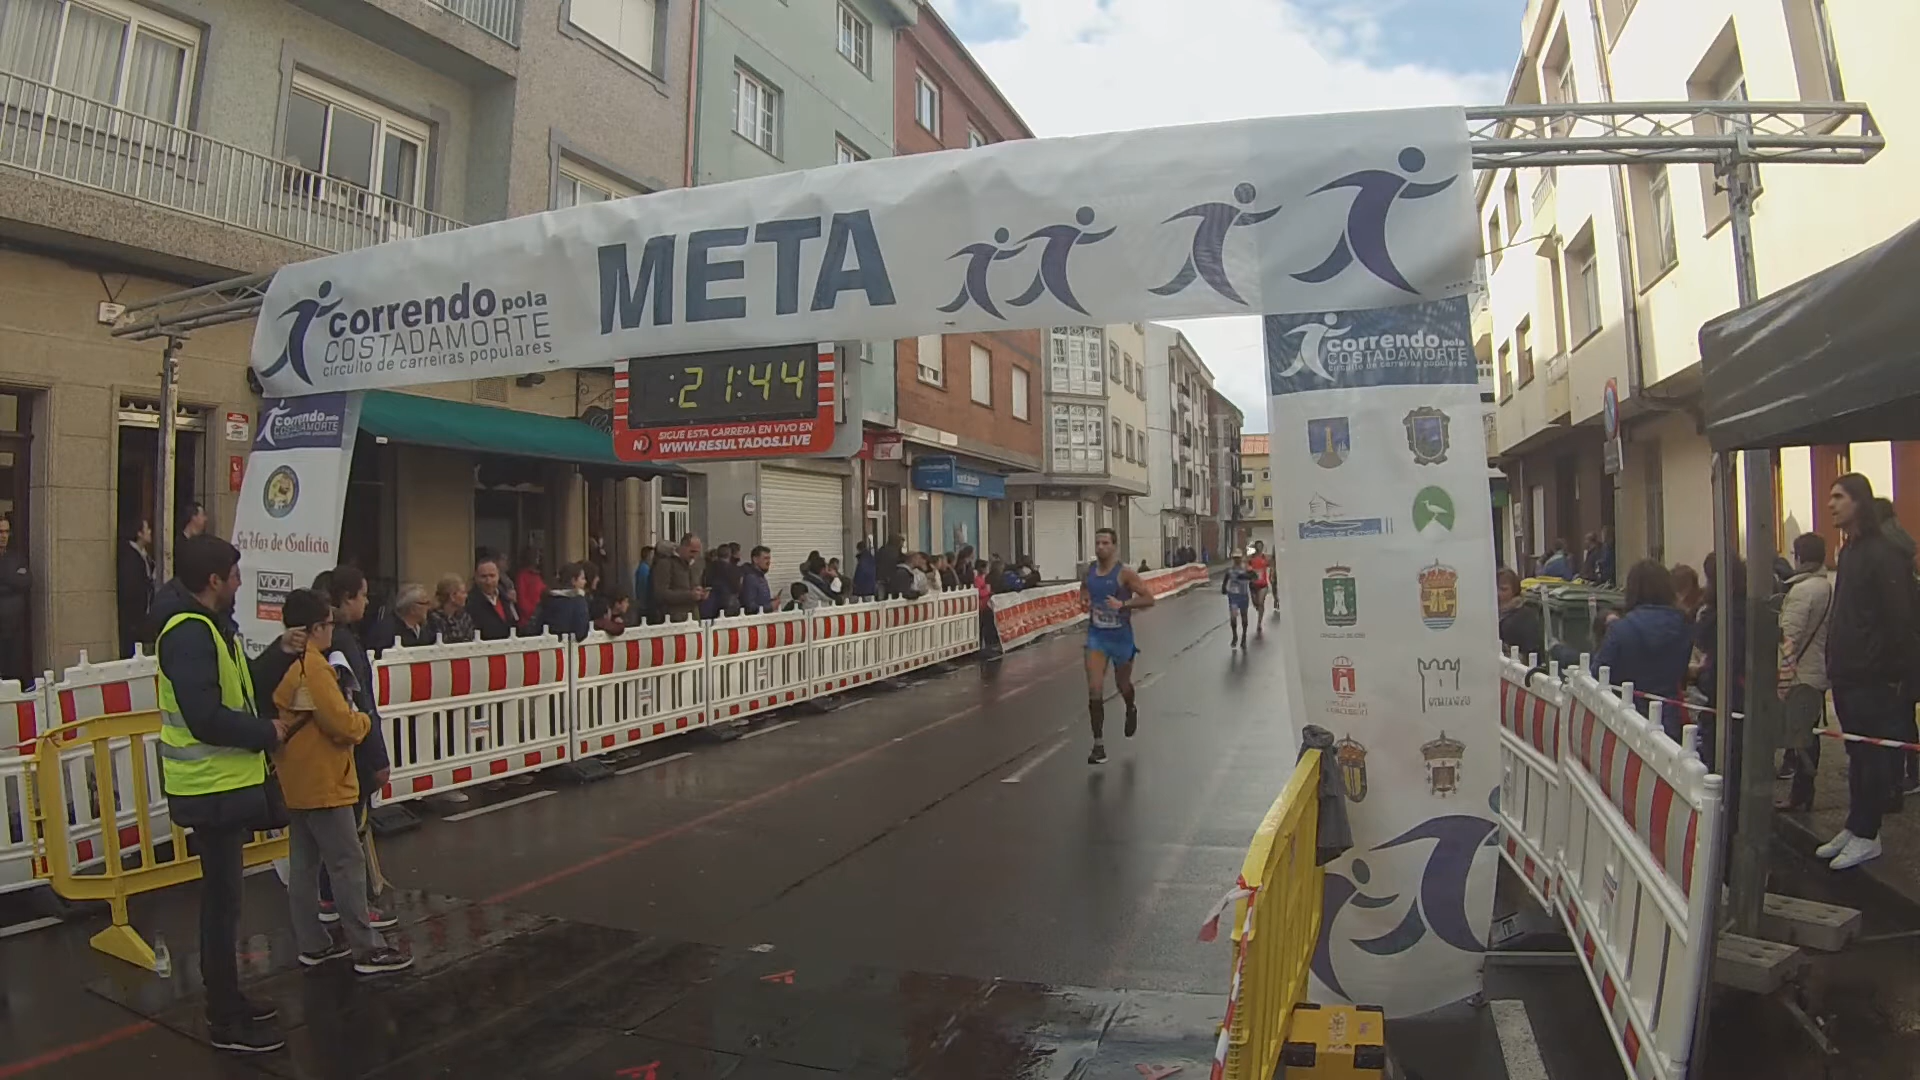 correndo pola
COSTADAMORTE
circuito de carreiras populares
META
:21:44
SIGUE ESTA CARRERA EN VIVO EN
WWW.RESULTADOS.LIVE
correndo pola
COSTADAMORTE
La Voz de Galicia
VOZ
correndo pola
COSTADAMORTE
circuito de carreiras populares